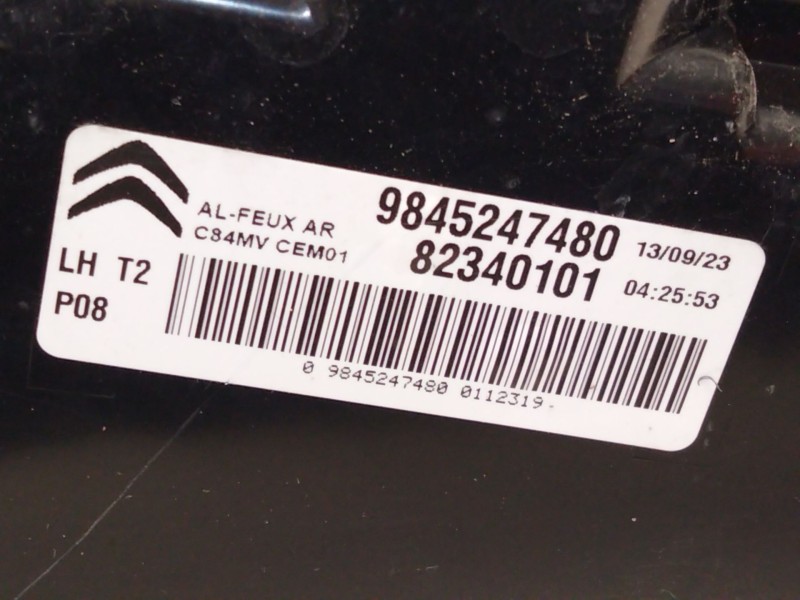 AL-FEUX AR
C84MV CEM01
9845247480
82340101
13/09/23
04:25:53
LH T2
P08
0 9845247480 0112319-